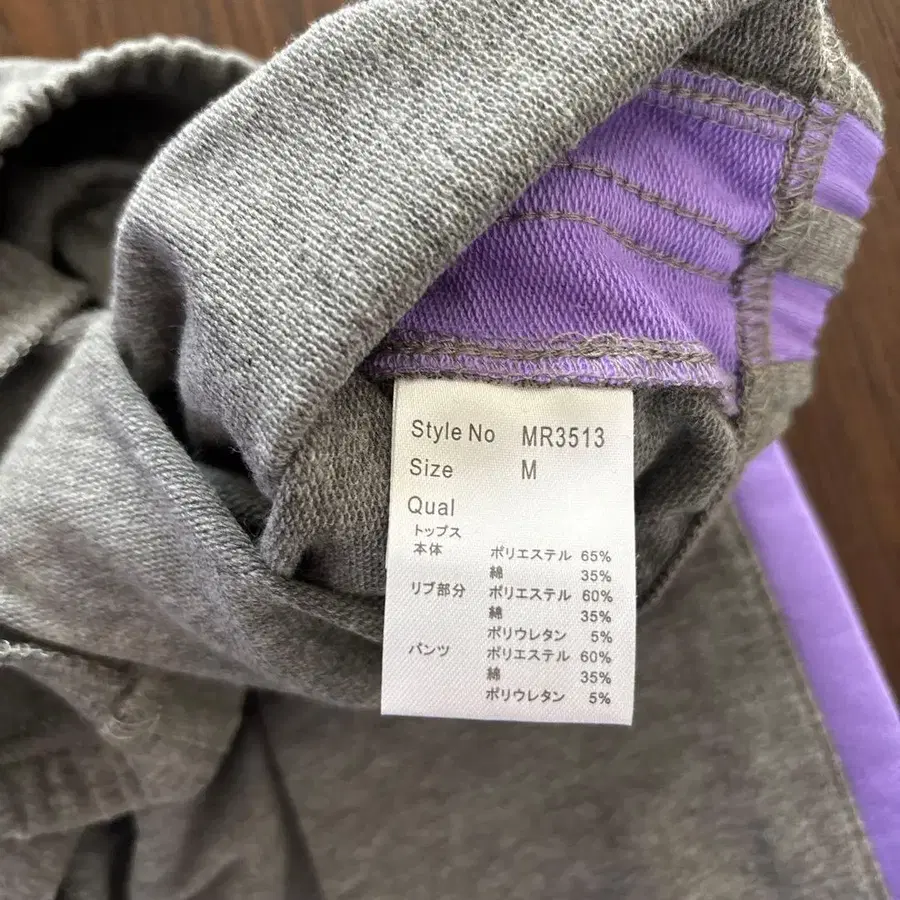 Style No MR3513
Size M
Qual
トップス
本体 ポリエステル 65%
綿 35%
リブ部分 ポリエステル 60%
綿 35%
ポリウレタン 5%
パンツ ポリエステル 60%
綿 35%
ポリウレタン 5%